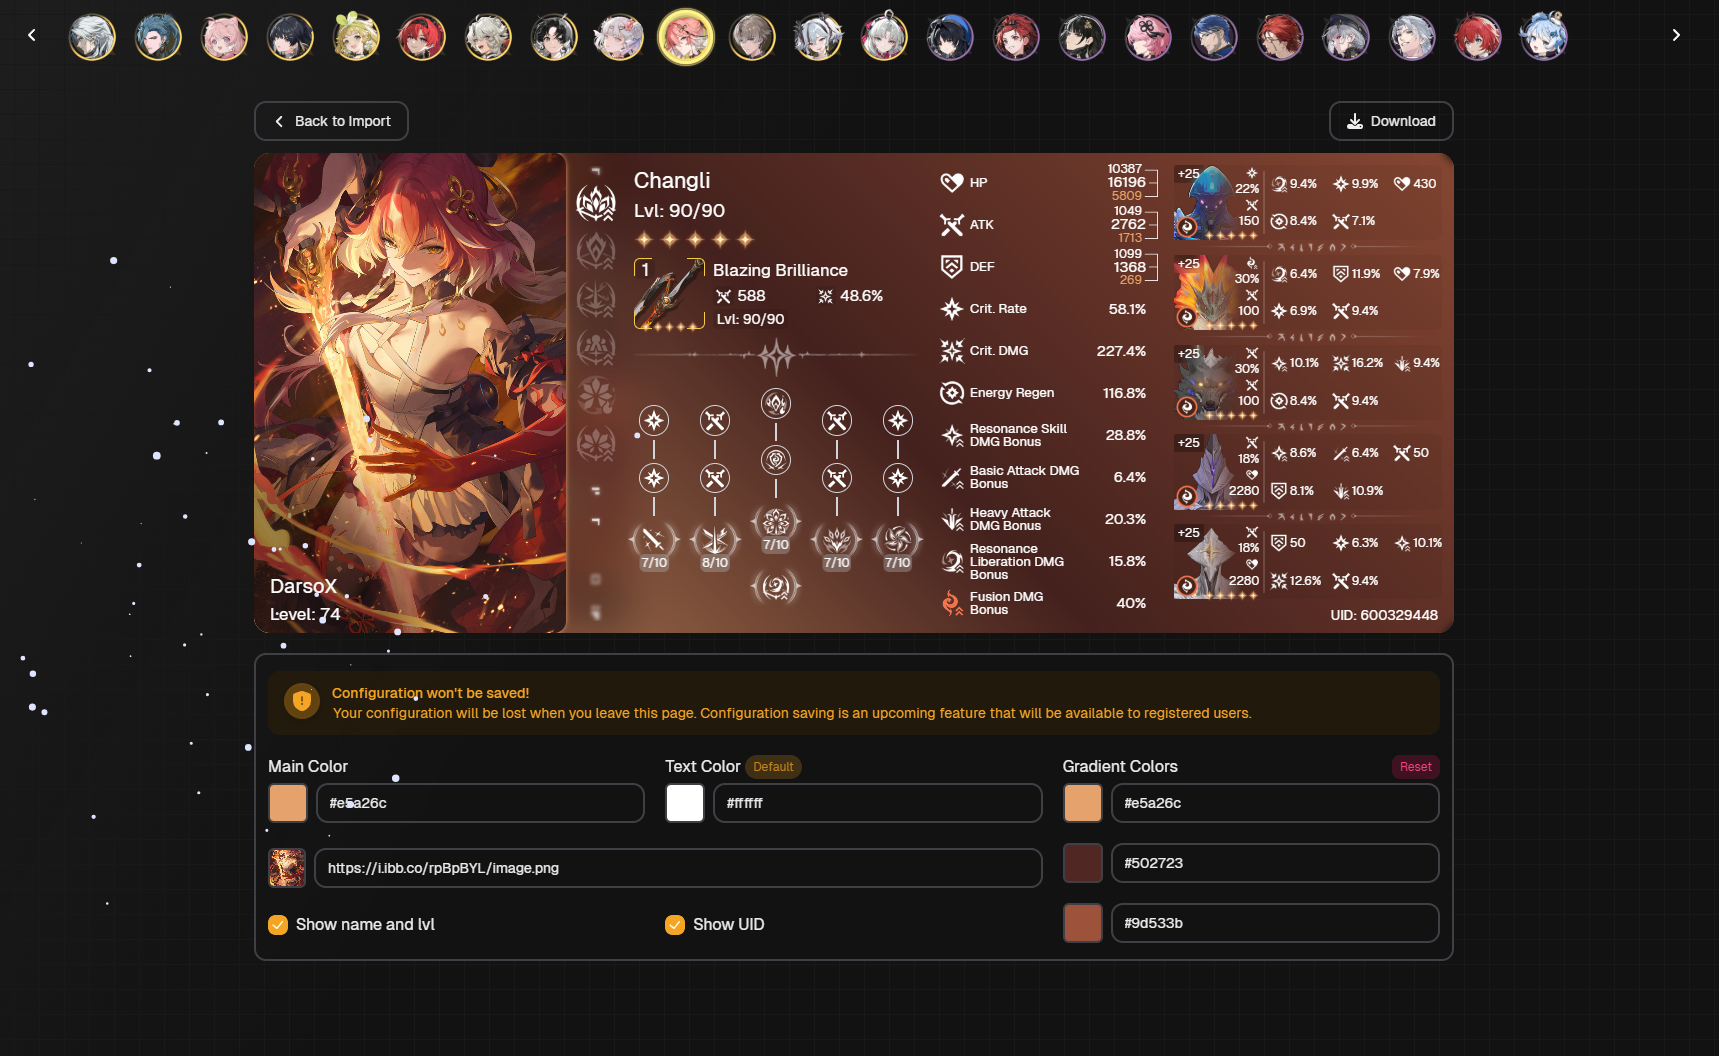 Back to Import
Download
Changli
Lvl: 90/90
1
Blazing Brilliance
588
48.6%
Lvl: 90/90
7/10
8/10
7/10
7/10
7/10
DarsoX
Level: 74
HP
10387
16196
5809
ATK
1049
2762
1713
DEF
1099
1368
269
Crit. Rate
58.1%
Crit. DMG
227.4%
Energy Regen
116.8%
Resonance Skill
DMG Bonus
28.8%
Basic Attack DMG
Bonus
6.4%
Heavy Attack
DMG Bonus
20.3%
Resonance
Liberation DMG
Bonus
15.8%
Fusion DMG
Bonus
40%
+25
22%
150
9.4%
9.9%
430
8.4%
7.1%
+25
30%
100
6.4%
11.9%
7.9%
6.9%
9.4%
+25
30%
100
10.1%
16.2%
9.4%
8.4%
9.4%
+25
18%
2280
8.6%
6.4%
50
8.1%
10.9%
+25
18%
2280
50
6.3%
10.1%
12.6%
9.4%
UID: 600329448
Configuration won't be saved!
Your configuration will be lost when you leave this page. Configuration saving is an upcoming feature that will be available to registered users.
Main Color
#e5a26c
Text Color
Default
#ffffff
Gradient Colors
Reset
#e5a26c
https://i.ibb.co/rpBpBYL/image.png
#502723
Show name and lvl
Show UID
#9d533b